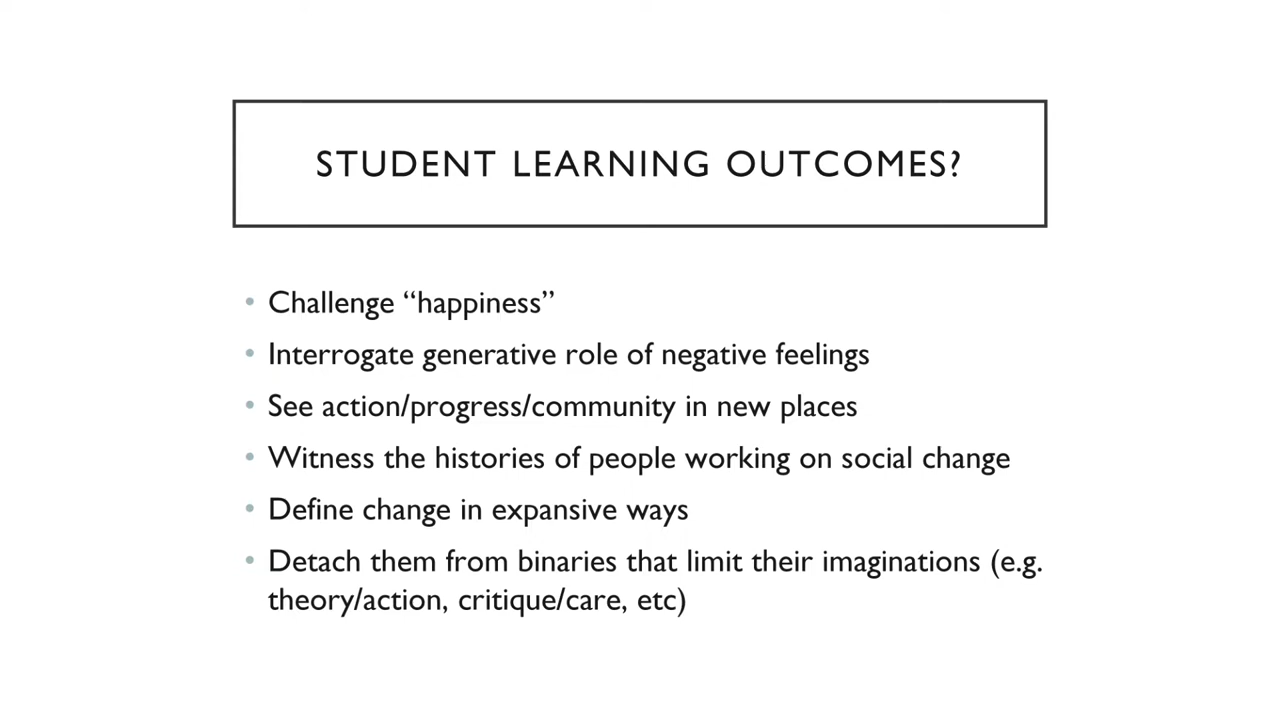 STUDENT LEARNING OUTCOMES?
• Challenge “happiness”
• Interrogate generative role of negative feelings
• See action/progress/community in new places
• Witness the histories of people working on social change
• Define change in expansive ways
• Detach them from binaries that limit their imaginations (e.g.
theory/action, critique/care, etc)